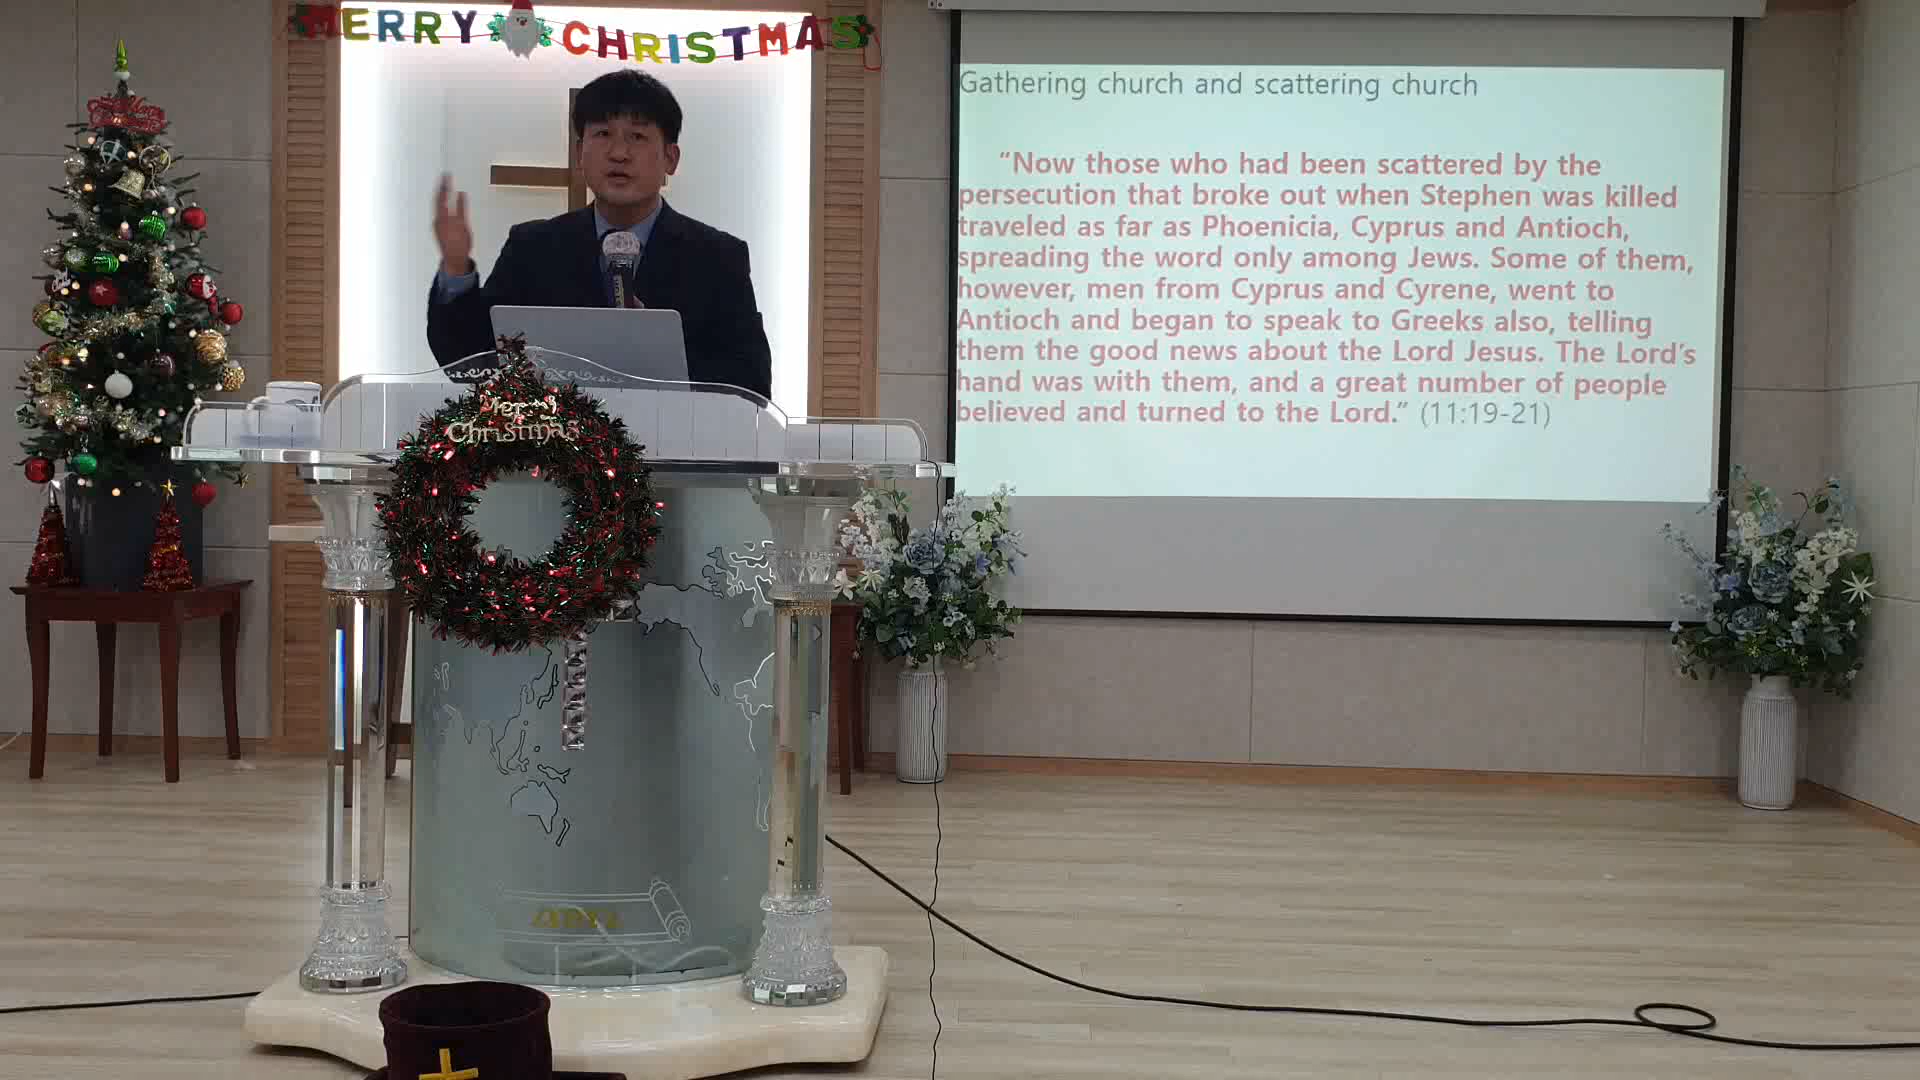 MERRY CHRISTMAS
Gathering church and scattering church
“Now those who had been scattered by the
persecution that broke out when Stephen was killed
traveled as far as Phoenicia, Cyprus and Antioch,
spreading the word only among Jews. Some of them,
however, men from Cyprus and Cyrene, went to
Antioch and began to speak to Greeks also, telling
them the good news about the Lord Jesus. The Lord’s
hand was with them, and a great number of people
believed and turned to the Lord.” (11:19-21)
Merry
Christmas